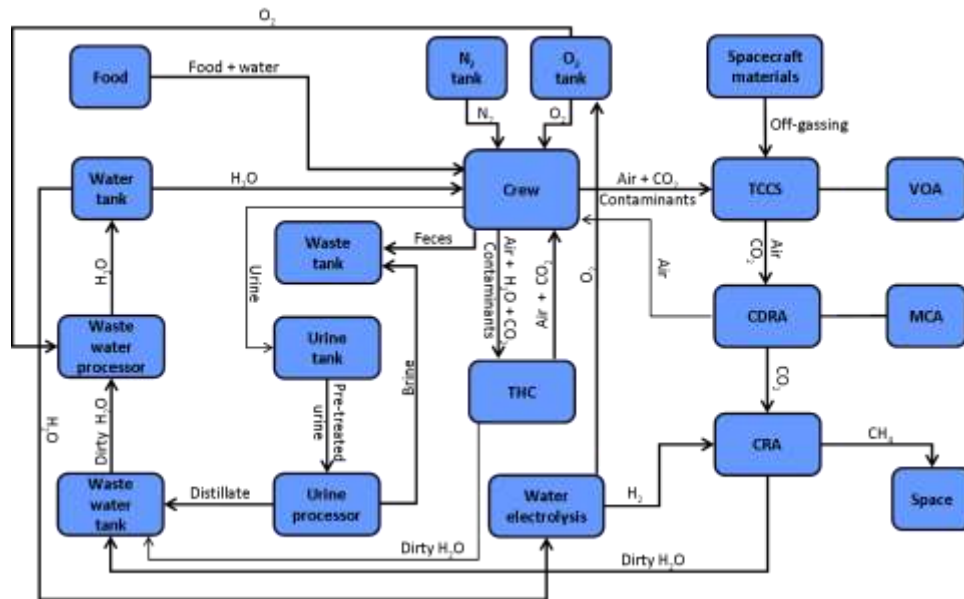 O₂
Food
Food + water
N₂
tank
O₂
tank
Spacecraft
materials
N₂
O₂
Off-gassing
Water
tank
H₂O
Crew
Air + CO₂
Contaminants
TCCS
VOA
Waste
tank
Feces
Urine
Air + H₂O + CO₂
Contaminants
Air + CO₂
O₂
Air
Air
CO₂
H₂O
Waste
water
processor
Urine
tank
CDRA
MCA
THC
CO₂
Brine
Pre-treated
urine
Dirty H₂O
H₂O
CRA
CH₄
Waste
water
tank
Distillate
Urine
processor
Water
electrolysis
H₂
Space
Dirty H₂O
Dirty H₂O